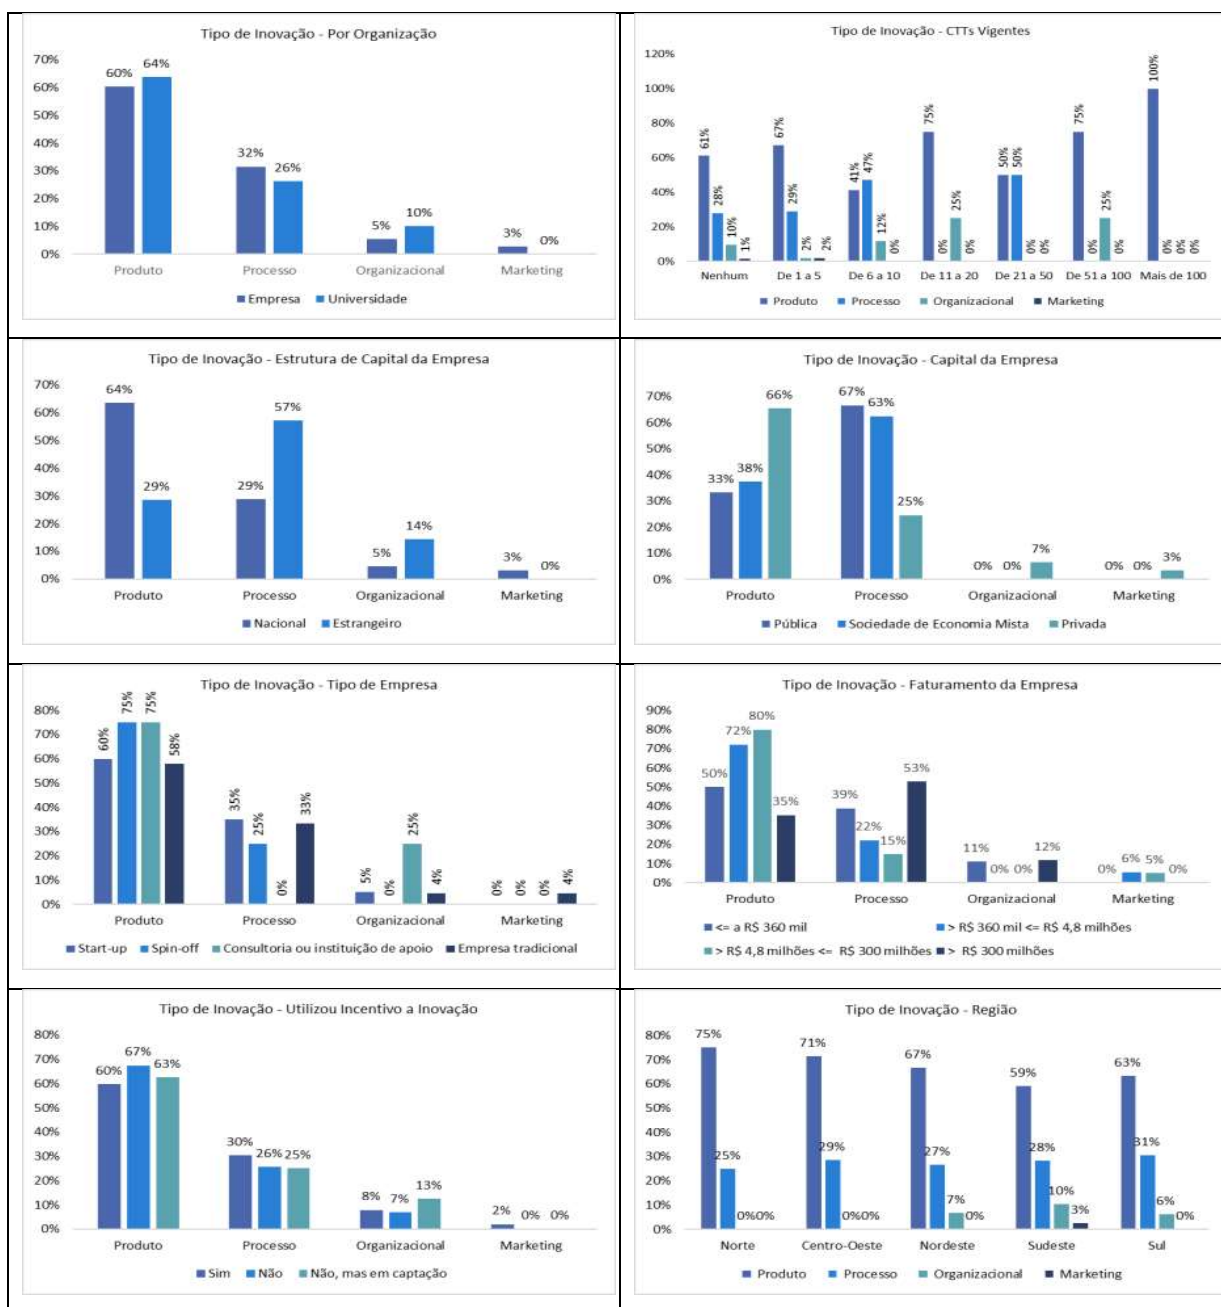 Tipo de Inovação - Por Organização
70%
60%
50%
40%
30%
20%
10%
0%
60% 64%
32% 26%
5% 10%
3% 0%
Produto Processo Organizacional Marketing
Empresa Universidade
Tipo de Inovação - CTTs Vigentes
120%
100%
80%
60%
40%
20%
0%
61% 28% 10% 1%
67% 29% 2% 2%
41% 47% 12% 0%
75% 0% 25% 0%
50% 50% 0% 0%
75% 0% 25% 0%
100% 0% 0% 0%
Nenhum De 1 a 5 De 6 a 10 De 11 a 20 De 21 a 50 De 51 a 100 Mais de 100
Produto Processo Organizacional Marketing
Tipo de Inovação - Estrutura de Capital da Empresa
70%
60%
50%
40%
30%
20%
10%
0%
64% 29%
29% 57%
5% 14%
3% 0%
Produto Processo Organizacional Marketing
Nacional Estrangeiro
Tipo de Inovação - Capital da Empresa
70%
60%
50%
40%
30%
20%
10%
0%
33% 38% 66%
67% 63% 25%
0% 0% 7%
0% 0% 3%
Produto Processo Organizacional Marketing
Pública Sociedade de Economia Mista Privada
Tipo de Inovação - Tipo de Empresa
80%
70%
60%
50%
40%
30%
20%
10%
0%
60% 75% 75% 58%
35% 25% 0% 33%
5% 0% 25% 4%
0% 0% 0% 4%
Produto Processo Organizacional Marketing
Start-up Spin-off Consultoria ou instituição de apoio Empresa tradicional
Tipo de Inovação - Faturamento da Empresa
90%
80%
70%
60%
50%
40%
30%
20%
10%
0%
50% 72% 80% 35%
39% 22% 15% 53%
11% 0% 0% 12%
0% 6% 5% 0%
Produto Processo Organizacional Marketing
<= a R$ 360 mil > R$ 360 mil <= R$ 4,8 milhões
> R$ 4,8 milhões <= R$ 300 milhões > R$ 300 milhões
Tipo de Inovação - Utilizou Incentivo a Inovação
80%
70%
60%
50%
40%
30%
20%
10%
0%
60% 67% 63%
30% 26% 25%
8% 7% 13%
2% 0% 0%
Produto Processo Organizacional Marketing
Sim Não Não, mas em captação
Tipo de Inovação - Região
80%
70%
60%
50%
40%
30%
20%
10%
0%
75% 25% 0% 0%
71% 29% 0% 0%
67% 27% 7% 0%
59% 28% 10% 3%
63% 31% 6% 0%
Norte Centro-Oeste Nordeste Sudeste Sul
Produto Processo Organizacional Marketing